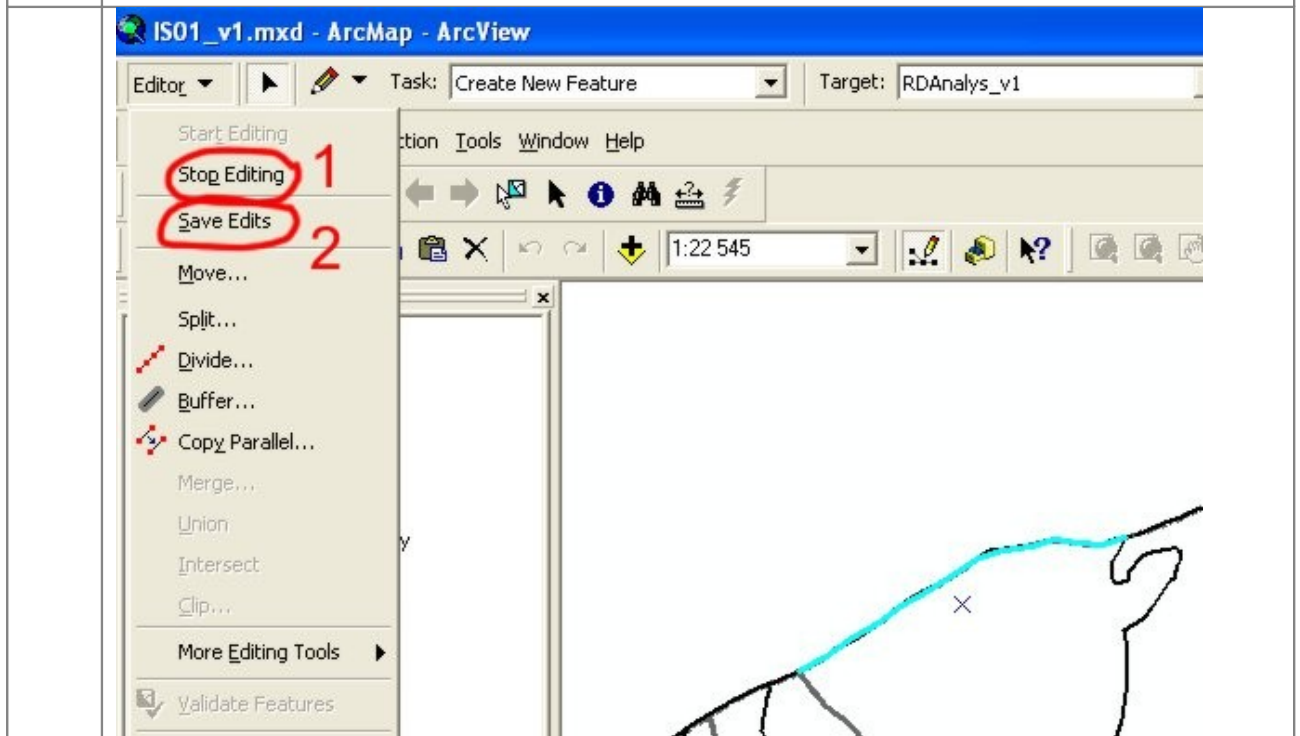 IS01_v1.mxd - ArcMap - ArcView
Editor Task: Create New Feature Target: RDAnalys_v1
Start Editing
ction Tools Window Help
Stop Editing 1
Save Edits 2
1:22 545
Move...
Split...
Divide...
Buffer...
Copy Parallel...
Merge...
Union
y
Intersect
Clip...
More Editing Tools
Validate Features